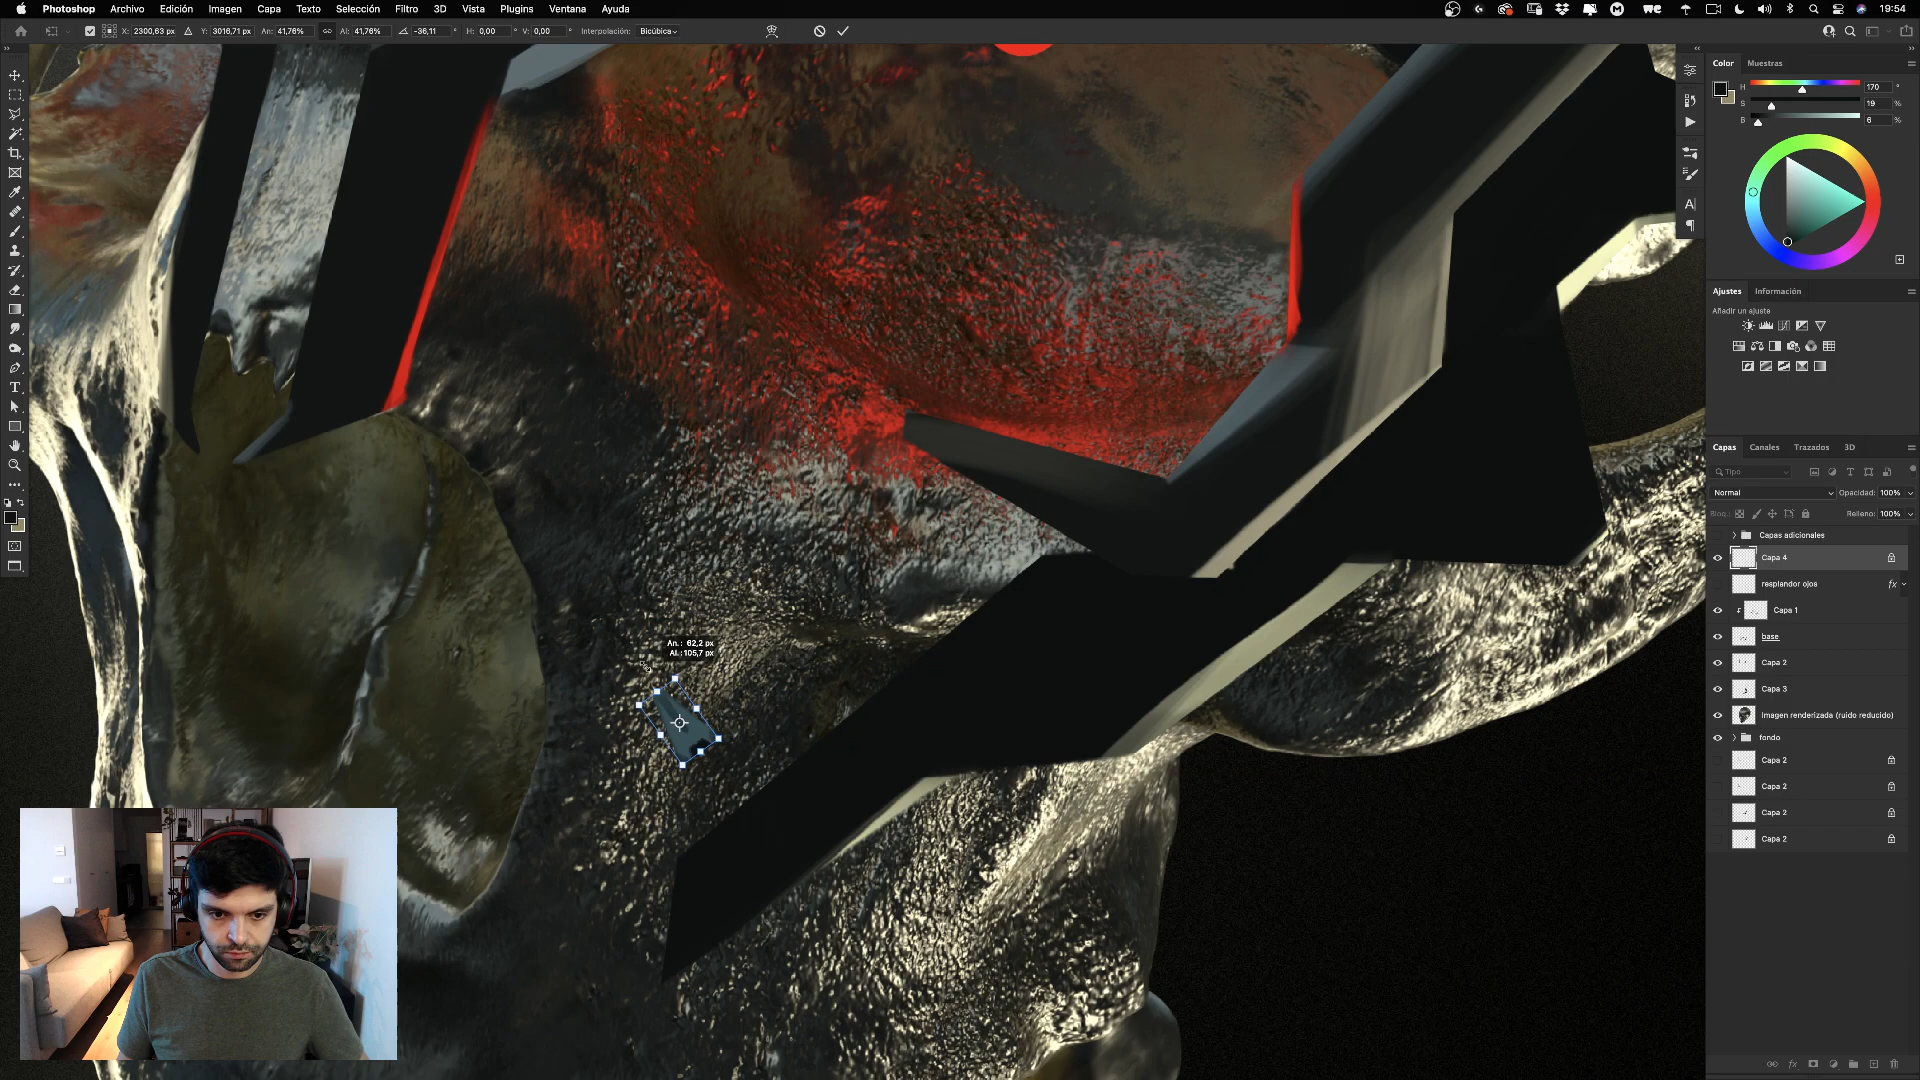 Photoshop Archivo Edición Imagen Capa Texto Selección Filtro 3D Vista Plugins Ventana Ayuda 19:54
X: 2300,63 px Y: 3016,71 px An.: 41,76% Al.: 41,76% -36,11 ° H: 0,00 ° V: 0,00 ° Interpolación: Bicúbica
Color Muestras
H 170 °
S 19 %
B 6 %
Ajustes Información
Añadir un ajuste
Capas Canales Trazados 3D
Tipo
Normal Opacidad: 100%
Bloq.: Relleno: 100%
Capas adicionales
Capa 4
resplandor ojos fx
Capa 1
base
Capa 2
Capa 3
Imagen renderizada (ruido reducido)
fondo
Capa 2
Capa 2
Capa 2
Capa 2
An.: 62,2 px
Al.: 105,7 px